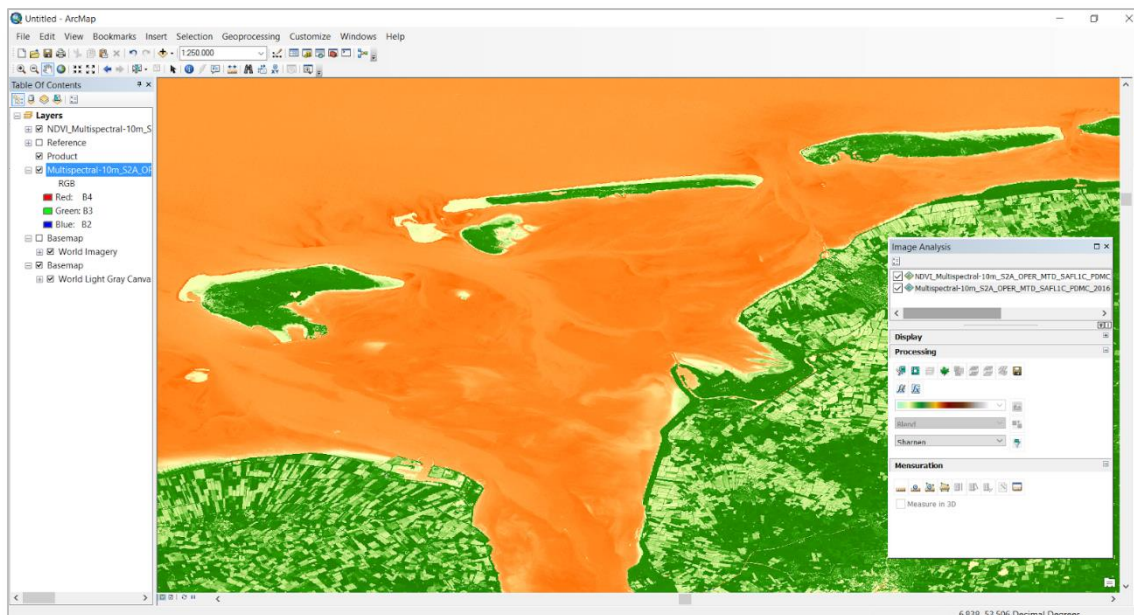 Untitled - ArcMap
File Edit View Bookmarks Insert Selection Geoprocessing Customize Windows Help
1:250.000
Table Of Contents
Layers
NDVI_Multispectral-10m_S
Reference
Product
Multispectral-10m_S2A_OP
RGB
Red: B4
Green: B3
Blue: B2
Basemap
World Imagery
Basemap
World Light Gray Canva
Image Analysis
NDVI_Multispectral-10m_S2A_OPER_MTD_SAFL1C_PDMC
Multispectral-10m_S2A_OPER_MTD_SAFL1C_PDMC_2016
Display
Processing
Blend
Sharpen
Mensuration
Measure in 3D
Decimal Degrees